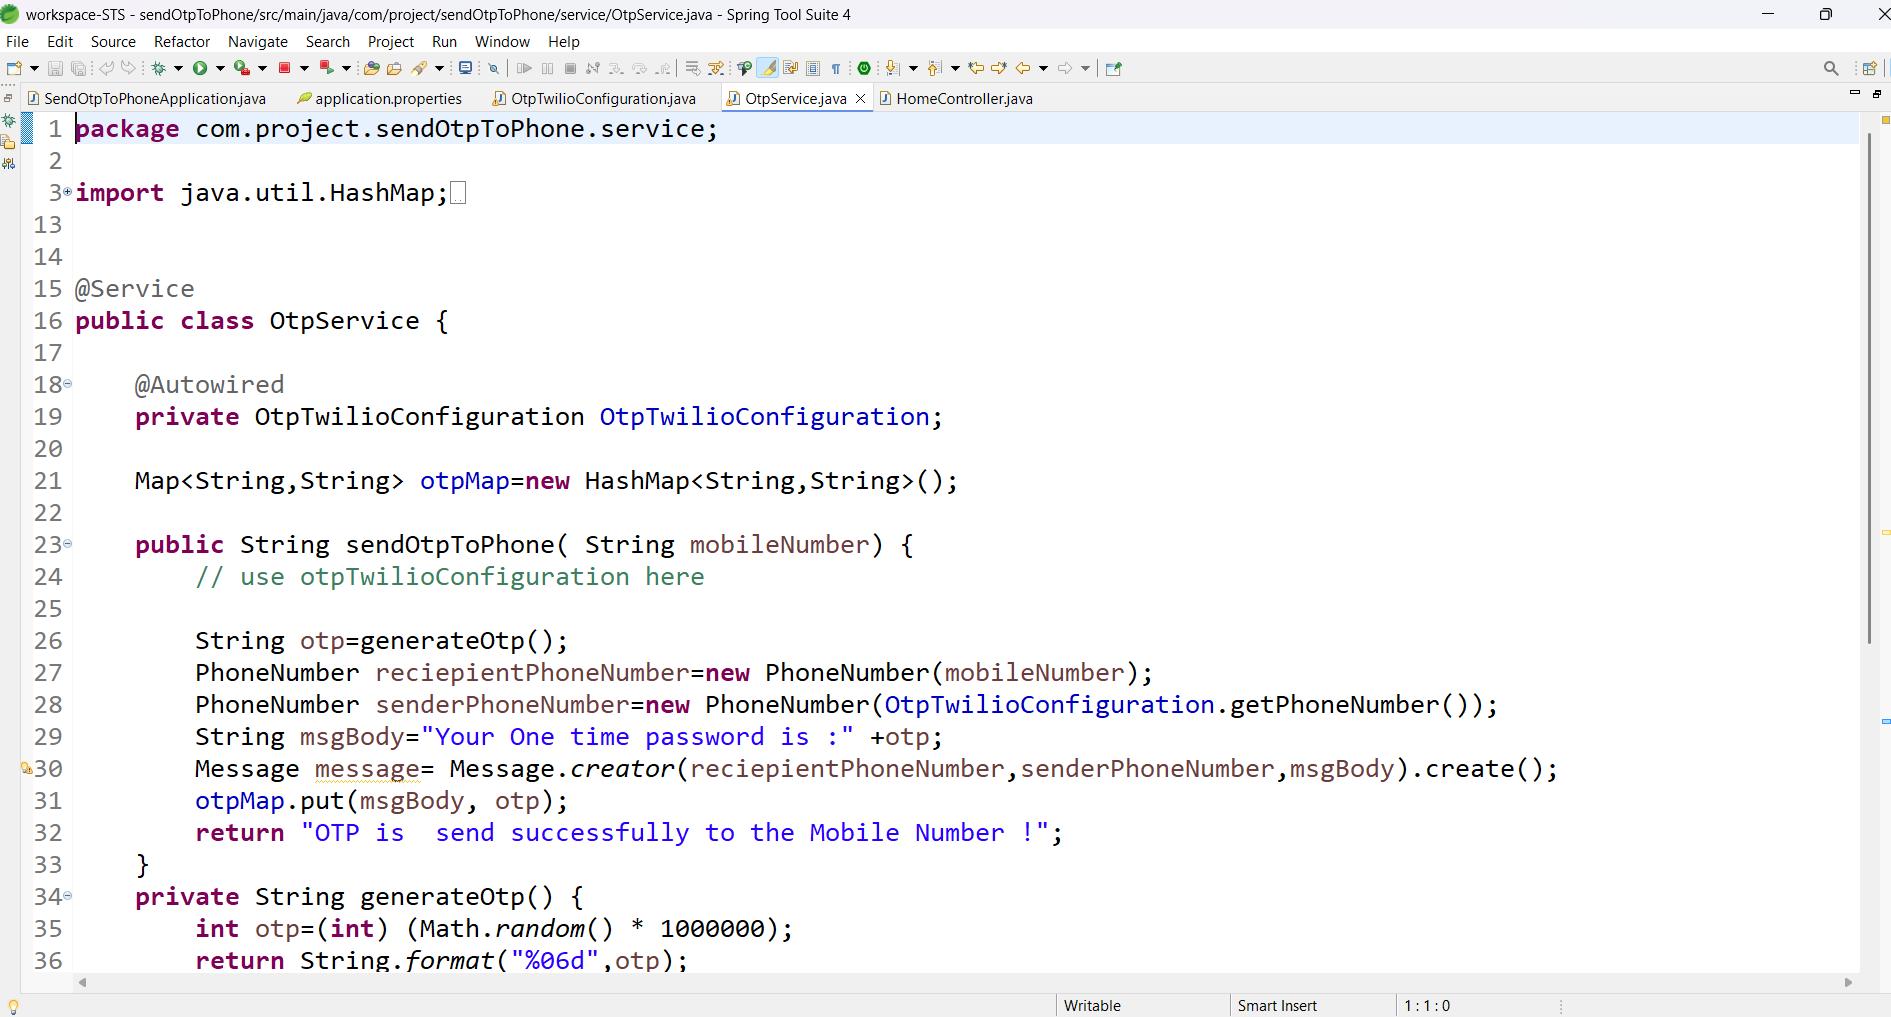 workspace-STS - sendOtpToPhone/src/main/java/com/project/sendOtpToPhone/service/OtpService.java - Spring Tool Suite 4
File Edit Source Refactor Navigate Search Project Run Window Help
SendOtpToPhoneApplication.java application.properties OtpTwilioConfiguration.java OtpService.java HomeController.java
1 package com.project.sendOtpToPhone.service;
2
3 import java.util.HashMap;
13
14
15 @Service
16 public class OtpService {
17
18 @Autowired
19 private OtpTwilioConfiguration OtpTwilioConfiguration;
20
21 Map<String,String> otpMap=new HashMap<String,String>();
22
23 public String sendOtpToPhone( String mobileNumber) {
24 // use otpTwilioConfiguration here
25
26 String otp=generateOtp();
27 PhoneNumber reciepientPhoneNumber=new PhoneNumber(mobileNumber);
28 PhoneNumber senderPhoneNumber=new PhoneNumber(OtpTwilioConfiguration.getPhoneNumber());
29 String msgBody="Your One time password is :" +otp;
30 Message message= Message.creator(reciepientPhoneNumber,senderPhoneNumber,msgBody).create();
31 otpMap.put(msgBody, otp);
32 return "OTP is  send successfully to the Mobile Number !";
33 }
34 private String generateOtp() {
35 int otp=(int) (Math.random() * 1000000);
36 return String.format("%06d",otp);
Writable Smart Insert 1 : 1 : 0